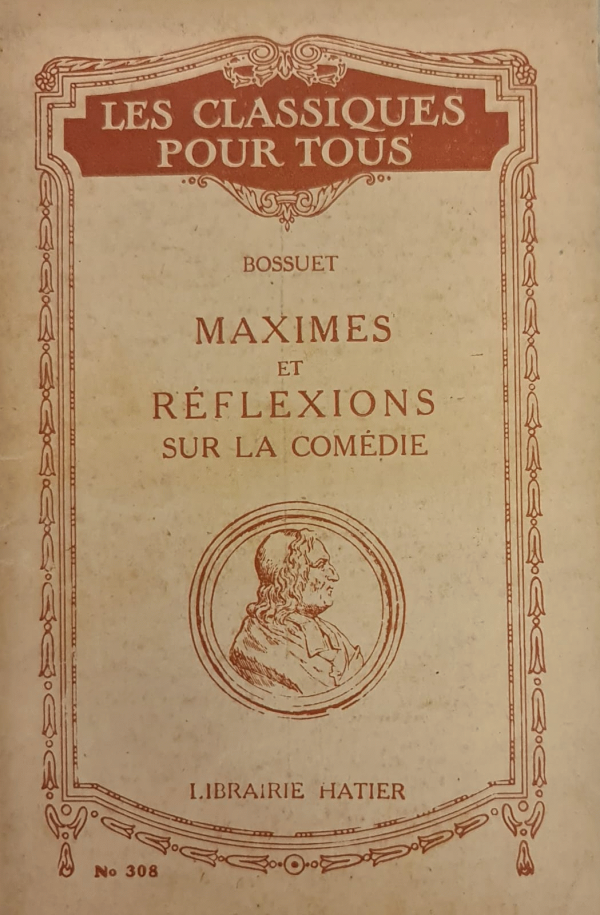 LES CLASSIQUES
POUR TOUS
BOSSUET
MAXIMES
ET
RÉFLEXIONS
SUR LA COMÉDIE
LIBRAIRIE HATIER
No 308